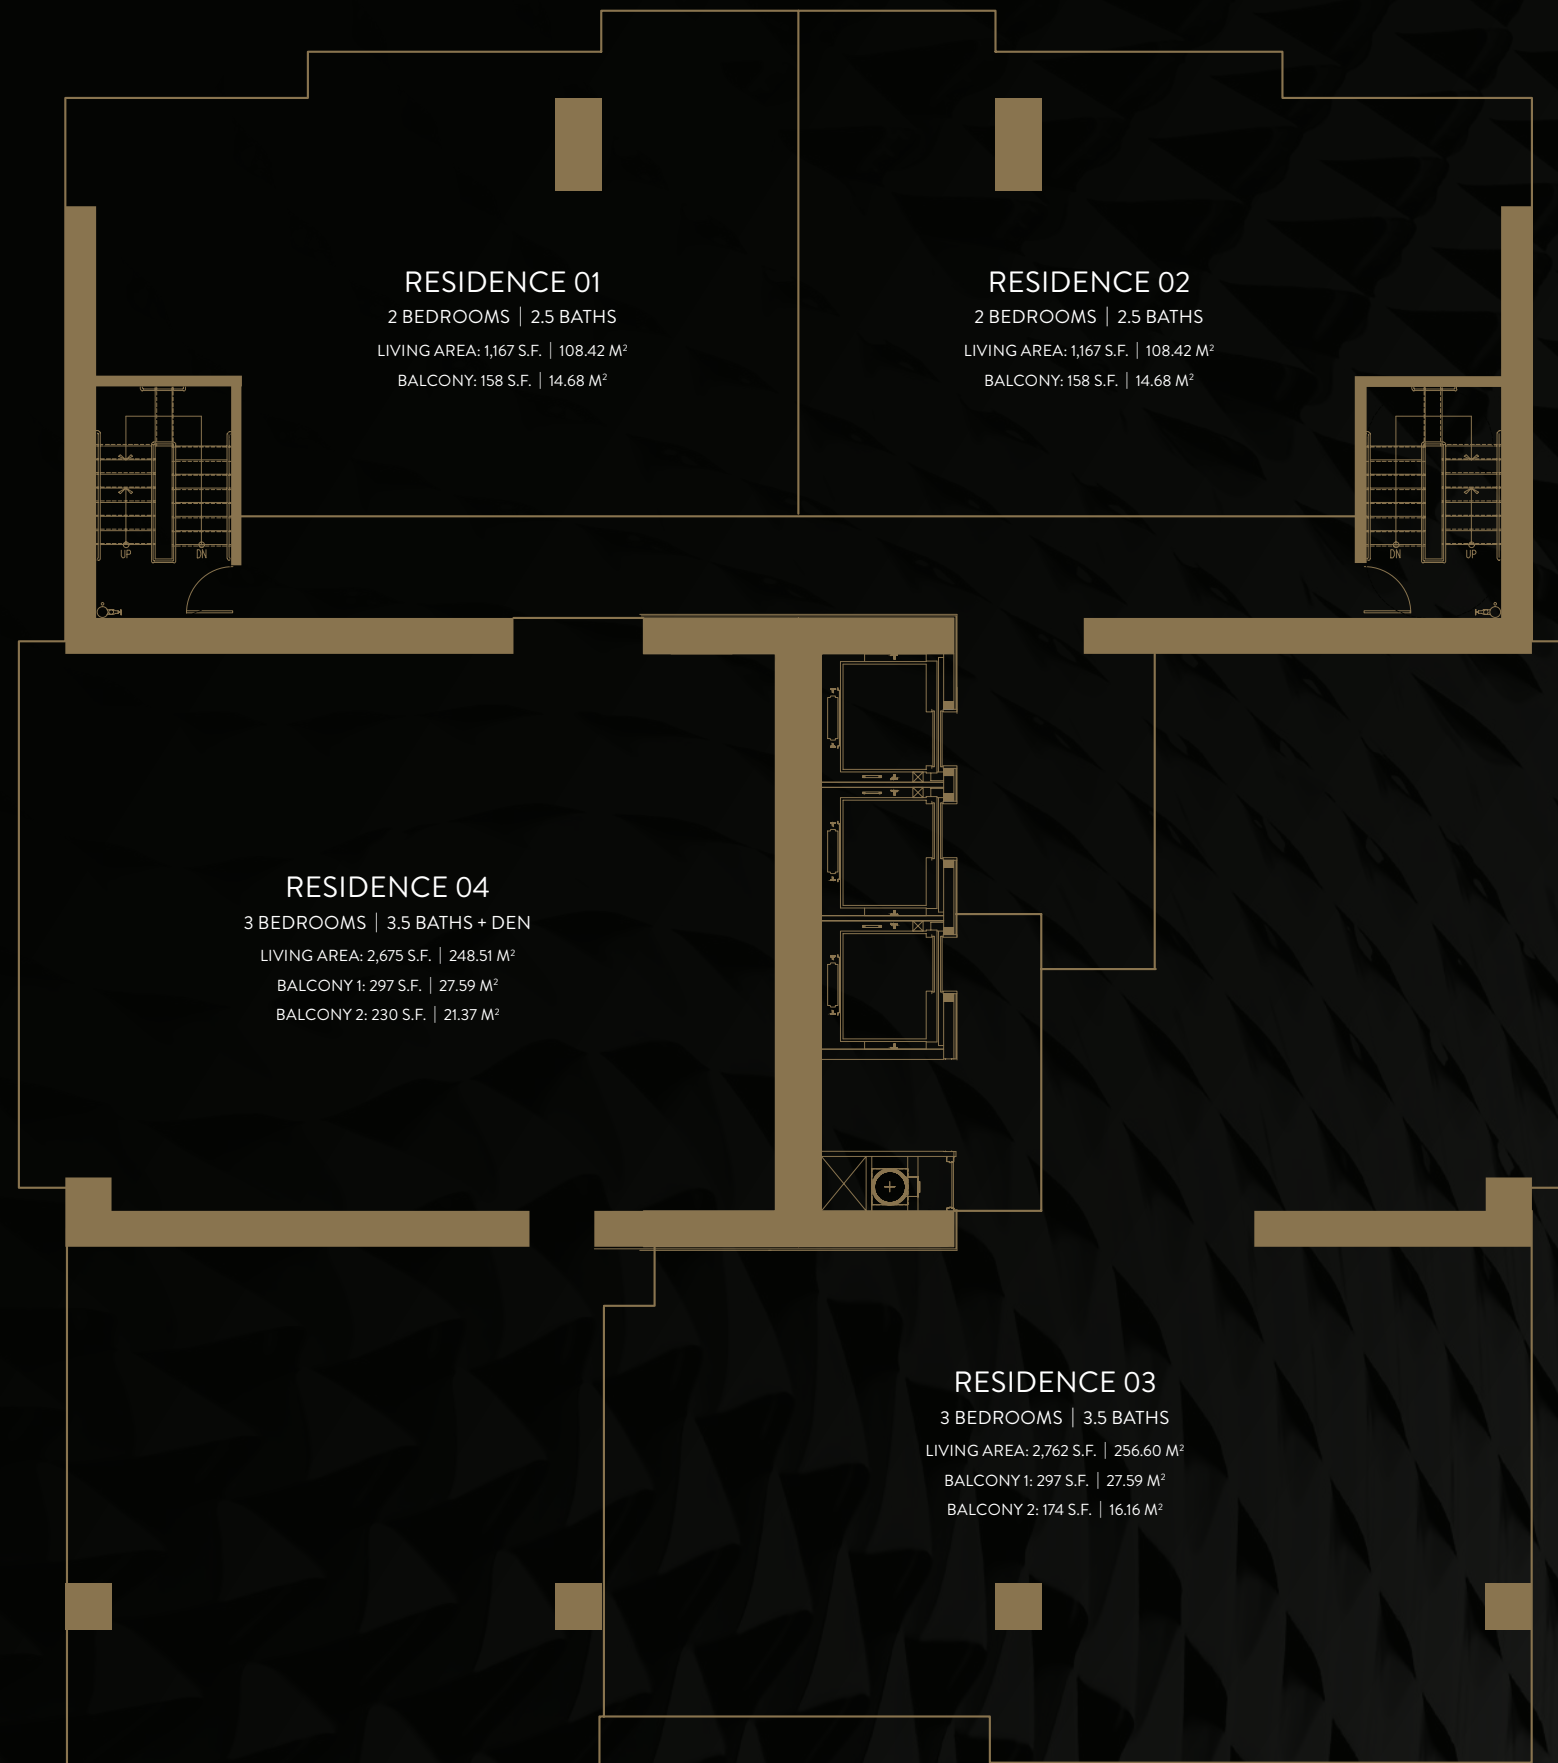 RESIDENCE 01
2 BEDROOMS | 2.5 BATHS
LIVING AREA: 1,167 S.F. | 108.42 M²
BALCONY: 158 S.F. | 14.68 M²
RESIDENCE 02
2 BEDROOMS | 2.5 BATHS
LIVING AREA: 1,167 S.F. | 108.42 M²
BALCONY: 158 S.F. | 14.68 M²
UP
DN
DN
UP
RESIDENCE 04
3 BEDROOMS | 3.5 BATHS + DEN
LIVING AREA: 2,675 S.F. | 248.51 M²
BALCONY 1: 297 S.F. | 27.59 M²
BALCONY 2: 230 S.F. | 21.37 M²
RESIDENCE 03
3 BEDROOMS | 3.5 BATHS
LIVING AREA: 2,762 S.F. | 256.60 M²
BALCONY 1: 297 S.F. | 27.59 M²
BALCONY 2: 174 S.F. | 16.16 M²